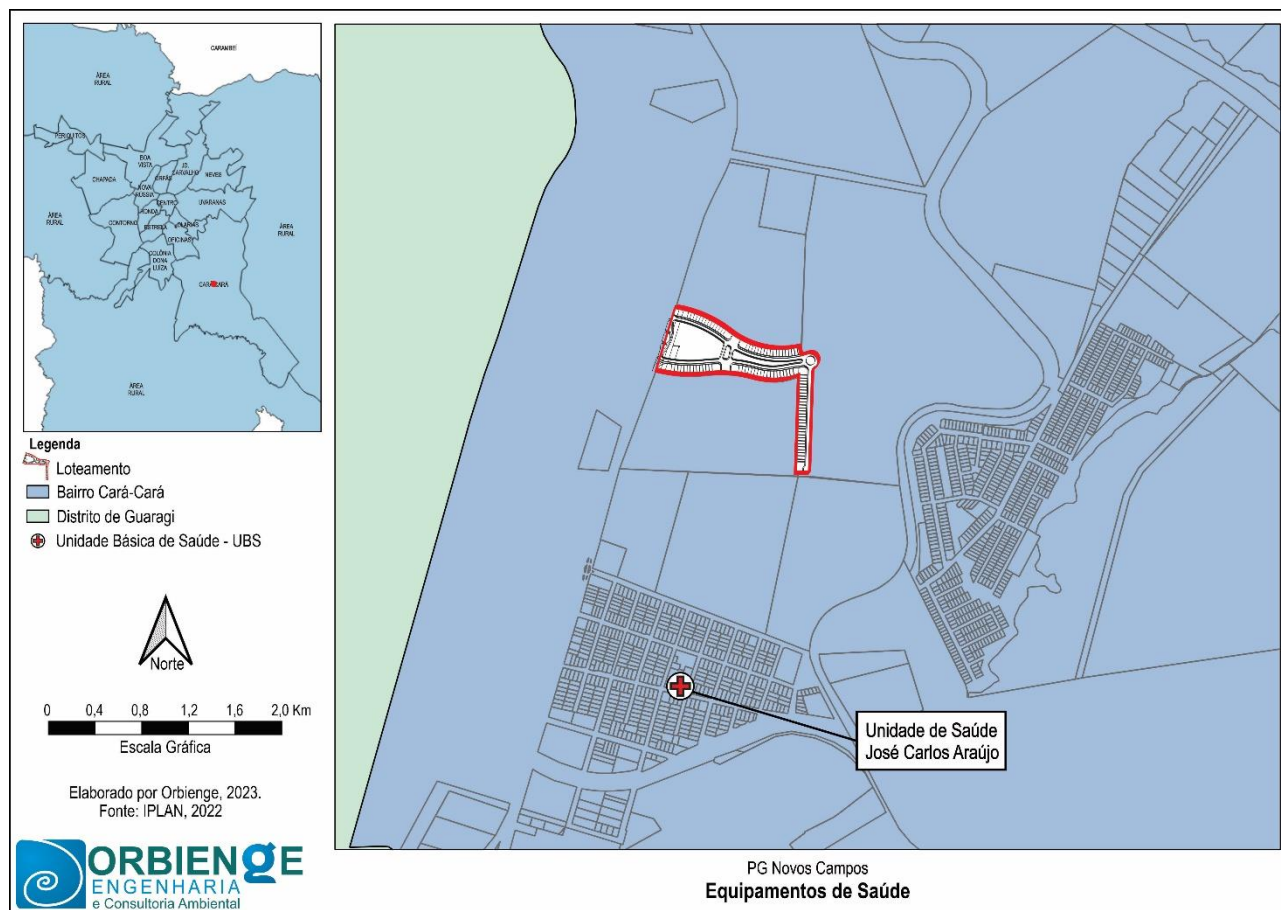 CARAMBEÍ
ÁREA
RURAL
PERIQUITOS
BOA
VISTA
JD.
CARVALHO
ÓRFÃS
NEVES
CHAPADA
NOVA
RÚSSIA
CENTRO
UVARANAS
RONDA
ÁREA
RURAL
CONTORNO
ESTRELA
OLARIAS
OFICINAS
ÁREA
RURAL
COLÔNIA
DONA
LUIZA
CARÁ-CARÁ
ÁREA
RURAL
Legenda
Loteamento
Bairro Cará-Cará
Distrito de Guaragi
Unidade Básica de Saúde - UBS
Norte
0 0,4 0,8 1,2 1,6 2,0 Km
Escala Gráfica
Elaborado por Orbienge, 2023.
Fonte: IPLAN, 2022
ORBIENGE
ENGENHARIA
e Consultoria Ambiental
Unidade de Saúde
José Carlos Araújo
PG Novos Campos
Equipamentos de Saúde